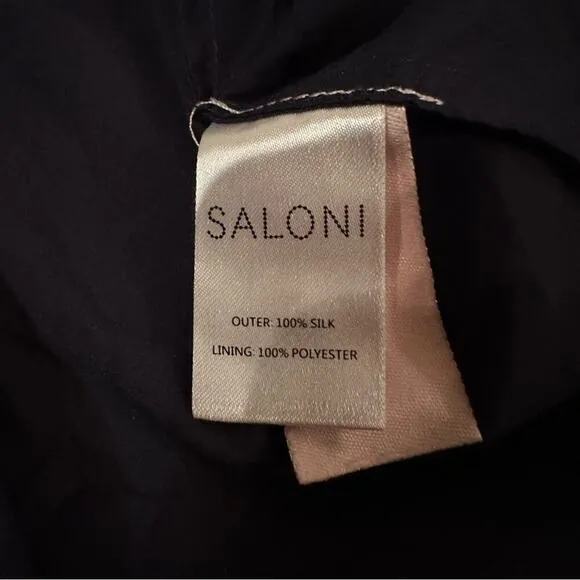 SALONI
OUTER: 100% SILK
LINING: 100% POLYESTER